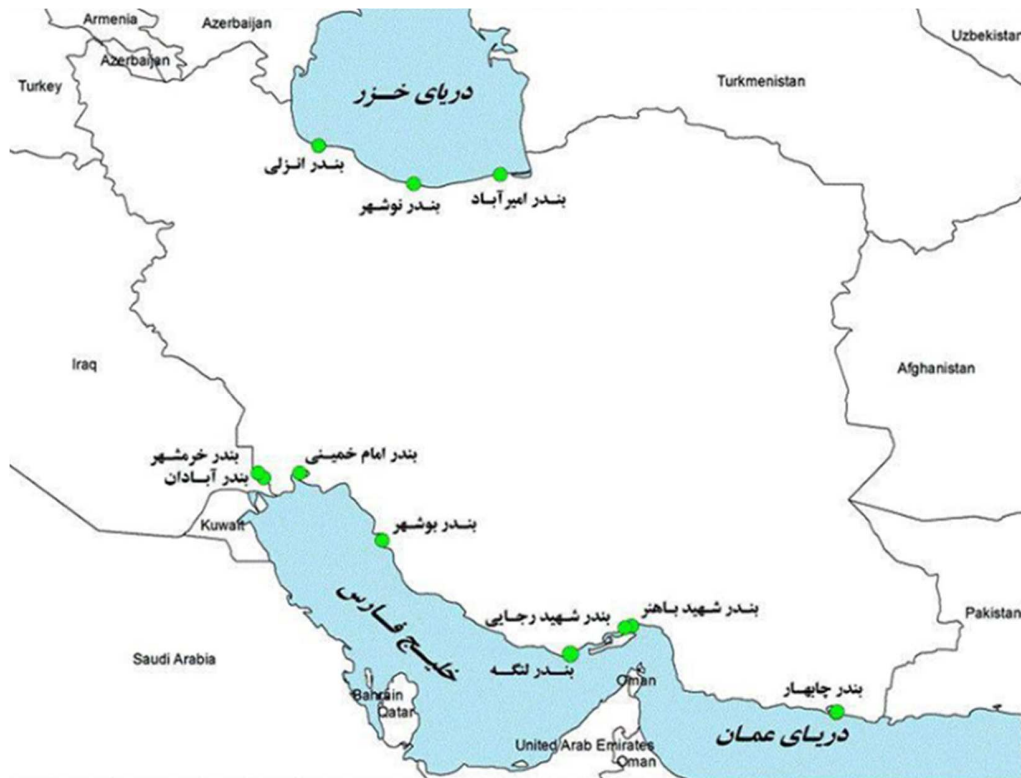 Armenia
Azerbaijan
Uzbekistan
Azerbaijan
Turkey
Turkmenistan
دریای خزر
بندر انزلی
بندر نوشهر
بندر امیرآباد
Iraq
Afghanistan
بندر خرمشهر
بندر امام خمینی
بندر آبادان
Kuwait
بندر بوشهر
خلیج فارس
بندر شهید رجایی
بندر شهید باهنر
Pakistan
Saudi Arabia
بندر لنگه
Oman
Bahrain
Qatar
بندر چابهار
دریای عمان
United Arab Emirates
Oman